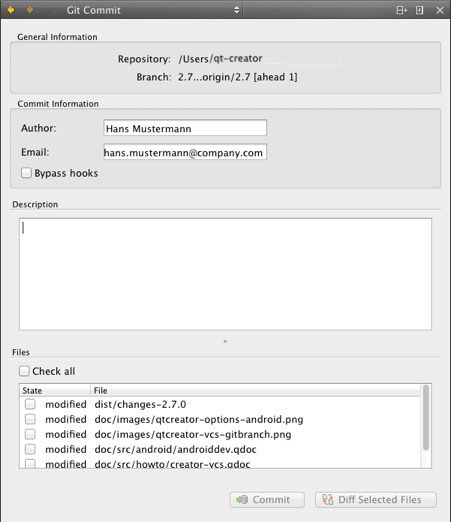 Git Commit
General Information
Repository: /Users/qt-creator
Branch: 2.7...origin/2.7 [ahead 1]
Commit Information
Author: Hans Mustermann
Email: hans.mustermann@company.com
Bypass hooks
Description
Files
Check all
State File
modified dist/changes-2.7.0
modified doc/images/qtcreator-options-android.png
modified doc/images/qtcreator-vcs-gitbranch.png
modified doc/src/android/androiddev.qdoc
modified doc/src/howto/creator-vcs.qdoc
Commit Diff Selected Files